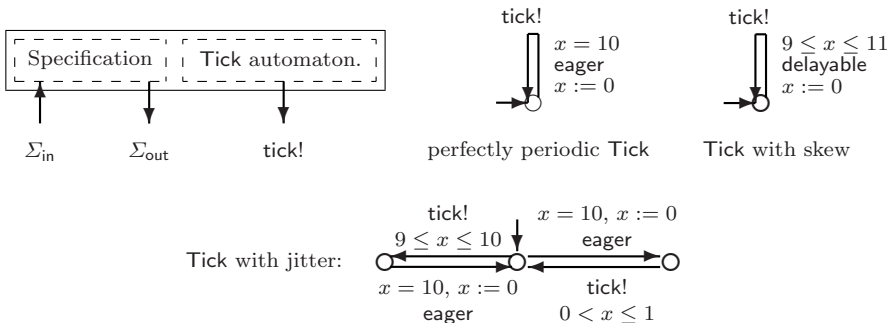 Specification
Tick automaton.
Σin
Σout
tick!
tick!
x = 10
eager
x := 0
perfectly periodic Tick
tick!
9 ≤ x ≤ 11
delayable
x := 0
Tick with skew
Tick with jitter:
tick!
9 ≤ x ≤ 10
x = 10, x := 0
eager
x = 10, x := 0
eager
tick!
0 < x ≤ 1